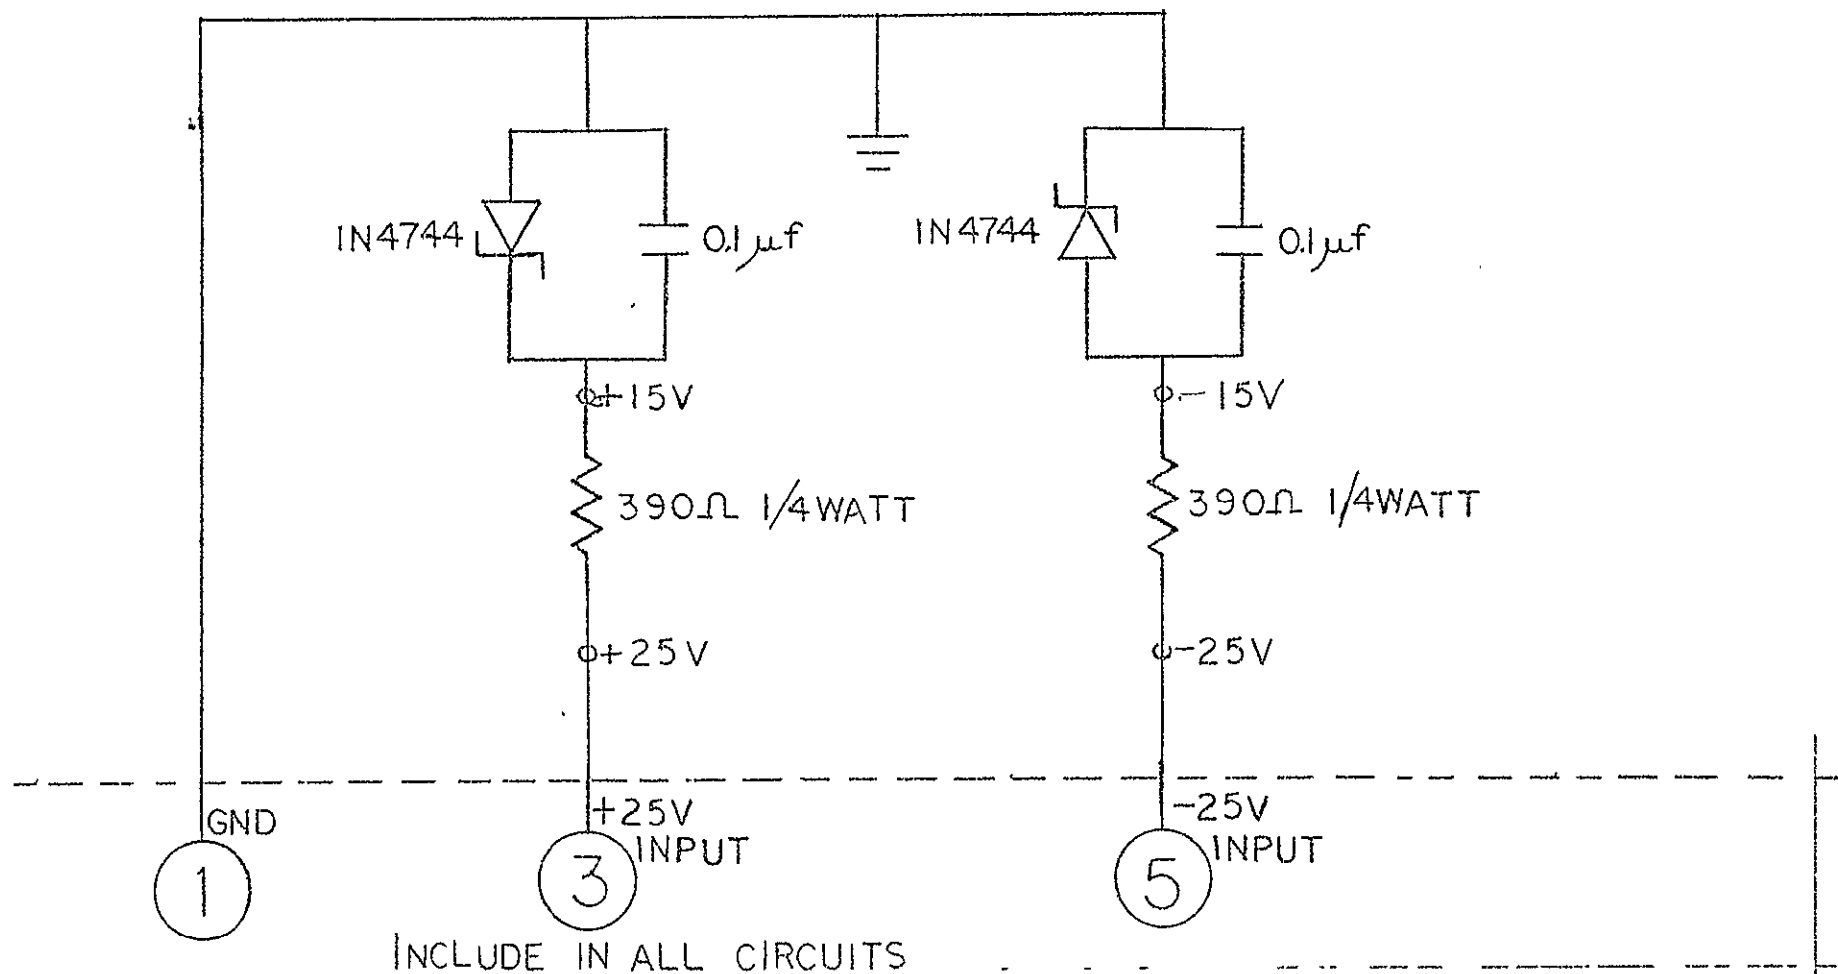 IN4744
0.1µf
IN4744
0.1µf
+15V
-15V
390Ω 1/4WATT
390Ω 1/4WATT
+25V
-25V
GND
+25V
INPUT
-25V
INPUT
1
3
5
INCLUDE IN ALL CIRCUITS